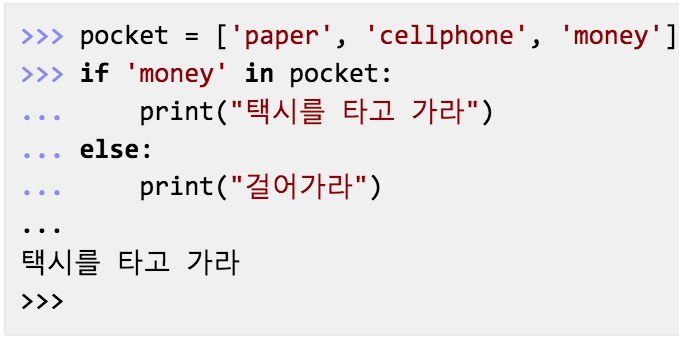 >>> pocket = ['paper', 'cellphone', 'money']
>>> if 'money' in pocket:
...     print("택시를 타고 가라")
... else:
...     print("걸어가라")
...
택시를 타고 가라
>>>